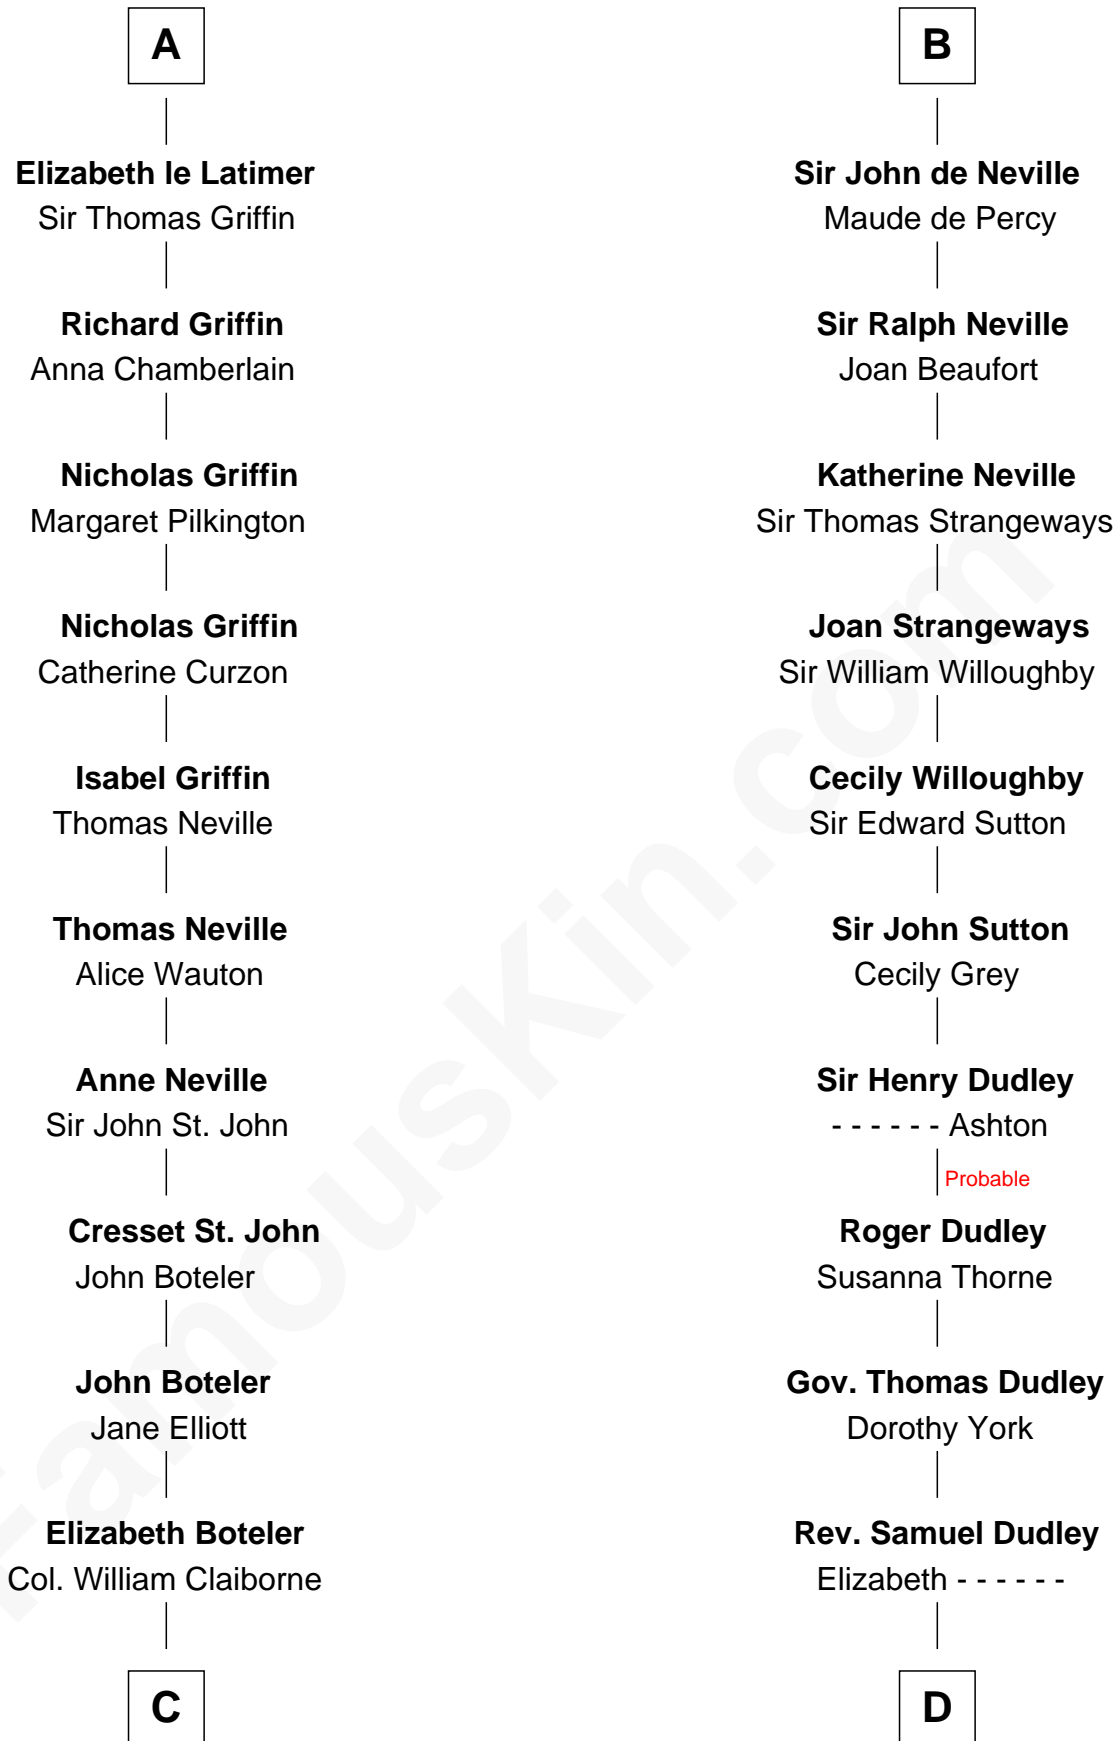 A
Elizabeth le Latimer
Sir Thomas Griffin
Richard Griffin
Anna Chamberlain
Nicholas Griffin
Margaret Pilkington
Nicholas Griffin
Catherine Curzon
Isabel Griffin
Thomas Neville
Thomas Neville
Alice Wauton
Anne Neville
Sir John St. John
Cresset St. John
John Boteler
John Boteler
Jane Elliott
Elizabeth Boteler
Col. William Claiborne
C
B
Sir John de Neville
Maude de Percy
Sir Ralph Neville
Joan Beaufort
Katherine Neville
Sir Thomas Strangeways
Joan Strangeways
Sir William Willoughby
Cecily Willoughby
Sir Edward Sutton
Sir John Sutton
Cecily Grey
Sir Henry Dudley
- - - - - - Ashton
Probable
Roger Dudley
Susanna Thorne
Gov. Thomas Dudley
Dorothy York
Rev. Samuel Dudley
Elizabeth - - - - - -
D
FamousKin.com